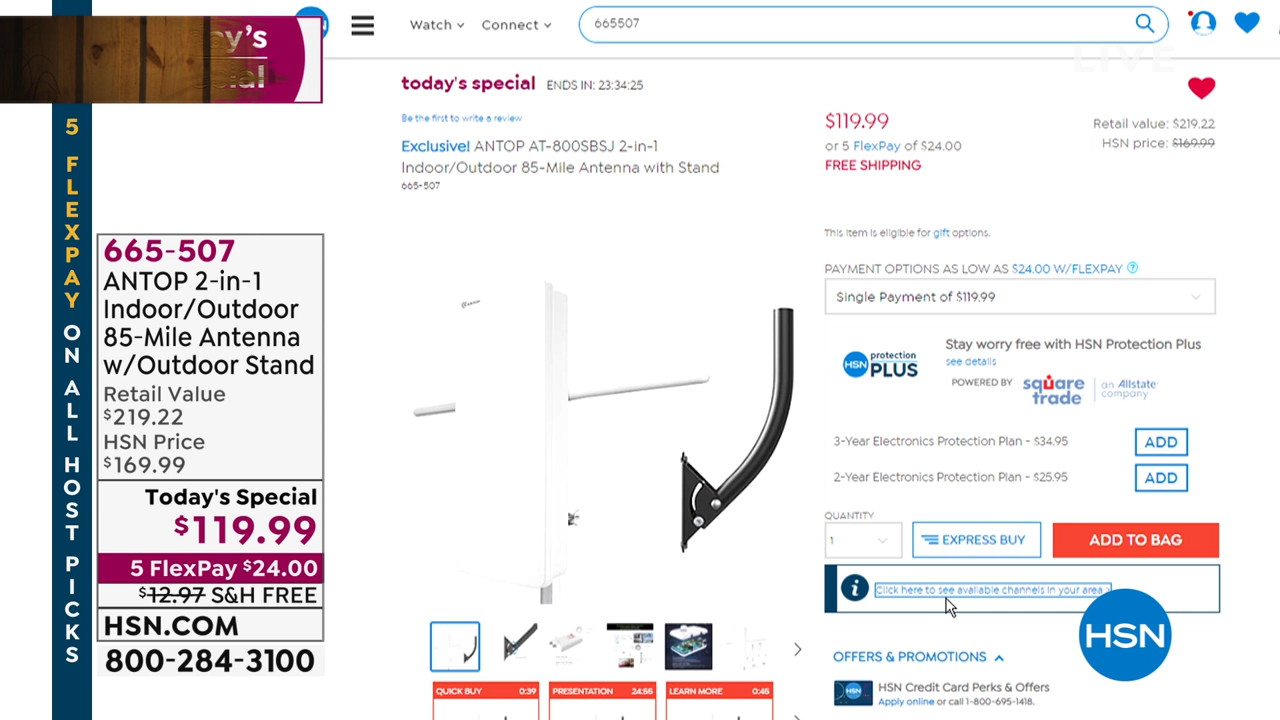 y's
ial
5 FLEXPAY ON ALL HOST PICKS
665-507
ANTOP 2-in-1
Indoor/Outdoor
85-Mile Antenna
w/Outdoor Stand
Retail Value
$219.22
HSN Price
$169.99
Today's Special
$119.99
5 FlexPay $24.00
$12.97 S&H FREE
HSN.COM
800-284-3100
Watch
Connect
665507
LIVE
today's special ENDS IN: 23:34:25
Be the first to write a review
Exclusive! ANTOP AT-800SBSJ 2-in-1
Indoor/Outdoor 85-Mile Antenna with Stand
665-507
$119.99
or 5 FlexPay of $24.00
FREE SHIPPING
Retail value: $219.22
HSN price: $169.99
This item is eligible for gift options.
PAYMENT OPTIONS AS LOW AS $24.00 W/FLEXPAY ?
Single Payment of $119.99
HSN protection PLUS
Stay worry free with HSN Protection Plus
see details
POWERED BY square trade an Allstate company
3-Year Electronics Protection Plan - $34.95 ADD
2-Year Electronics Protection Plan - $25.95 ADD
QUANTITY
1
EXPRESS BUY
ADD TO BAG
i Click here to see available channels in your area
HSN
OFFERS & PROMOTIONS
HSN
HSN Credit Card Perks & Offers
Apply online or call 1-800-695-1418.
QUICK BUY 0:39
PRESENTATION 24:55
LEARN MORE 0:45